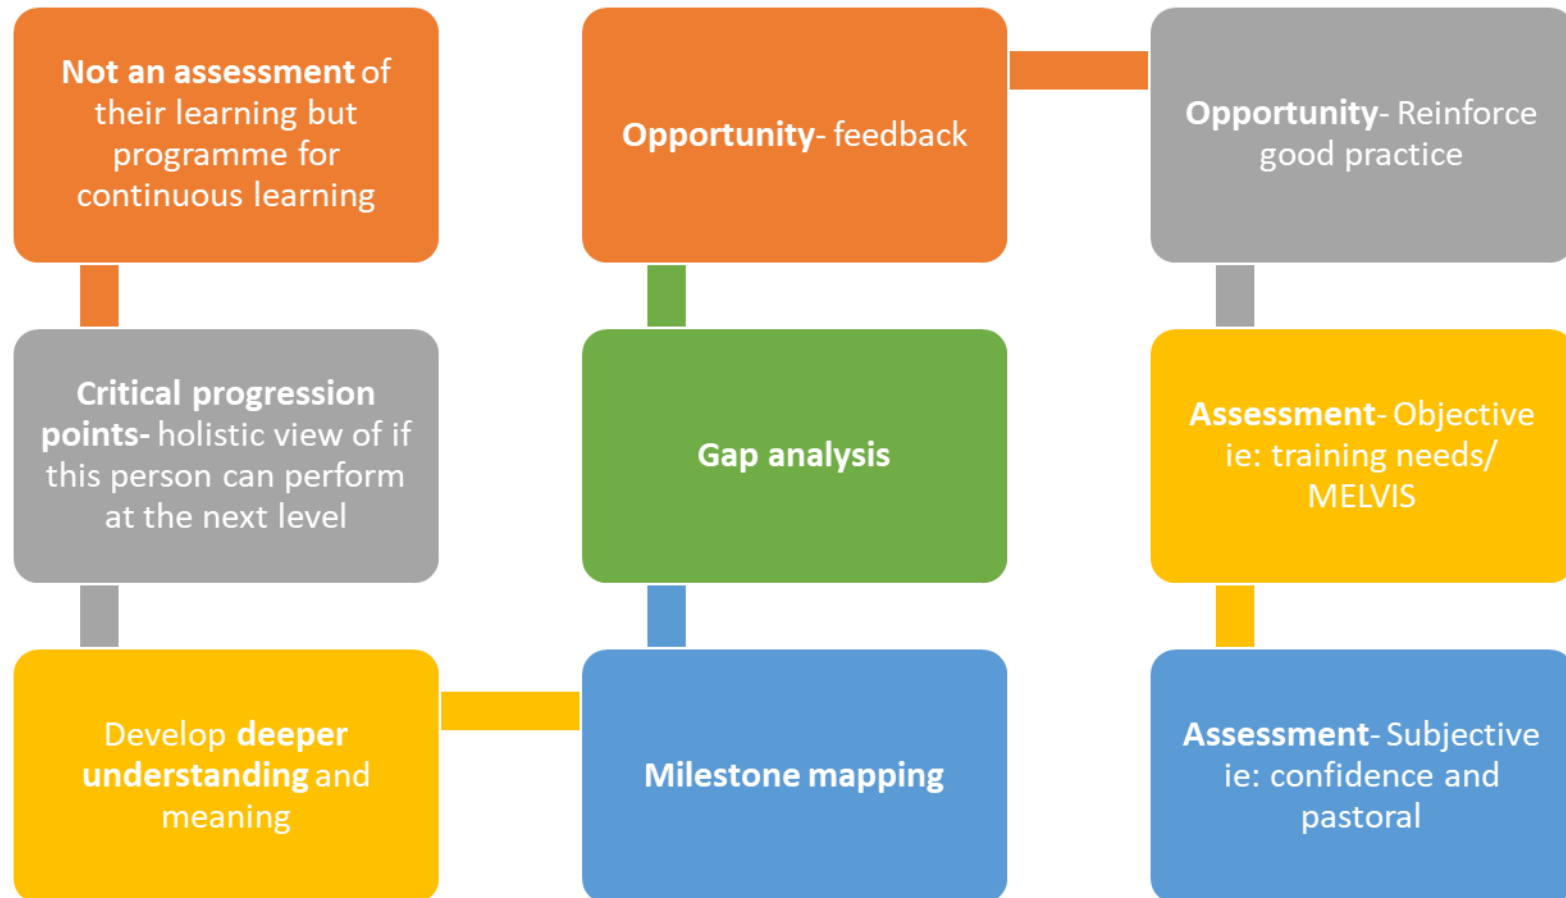 Not an assessment of
their learning but
programme for
continuous learning
Critical progression
points- holistic view of if
this person can perform
at the next level
Develop deeper
understanding and
meaning
Milestone mapping
Gap analysis
Opportunity- feedback
Opportunity- Reinforce
good practice
Assessment- Objective
ie: training needs/
MELVIS
Assessment- Subjective
ie: confidence and
pastoral